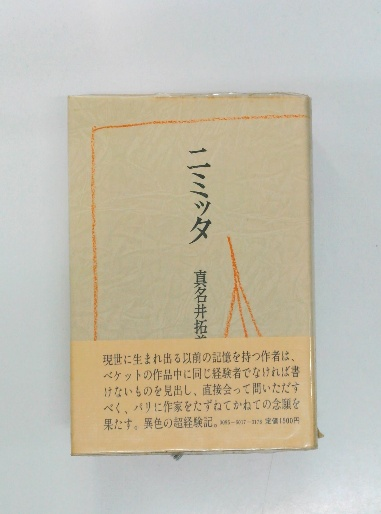 ニミッタ
真名井拓
現世に生まれ出る以前の記憶を持つ作者は、
ベケットの作品中に同じ経験者でなければ書
けないものを見出し、直接会って問いただす
べく、パリに作家をたずねてかねての念願を
果たす。異色の超経験記。 定価1500円